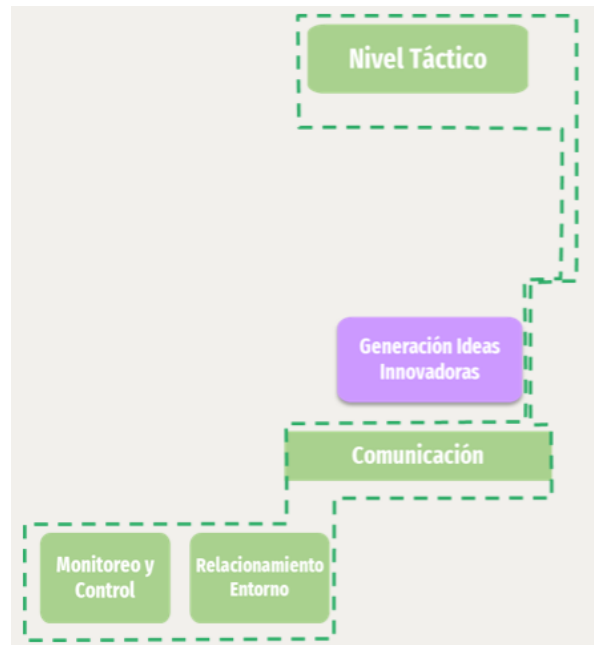 Nivel Táctico
Generación Ideas
Innovadoras
Comunicación
Monitoreo y
Control
Relacionamiento
Entorno